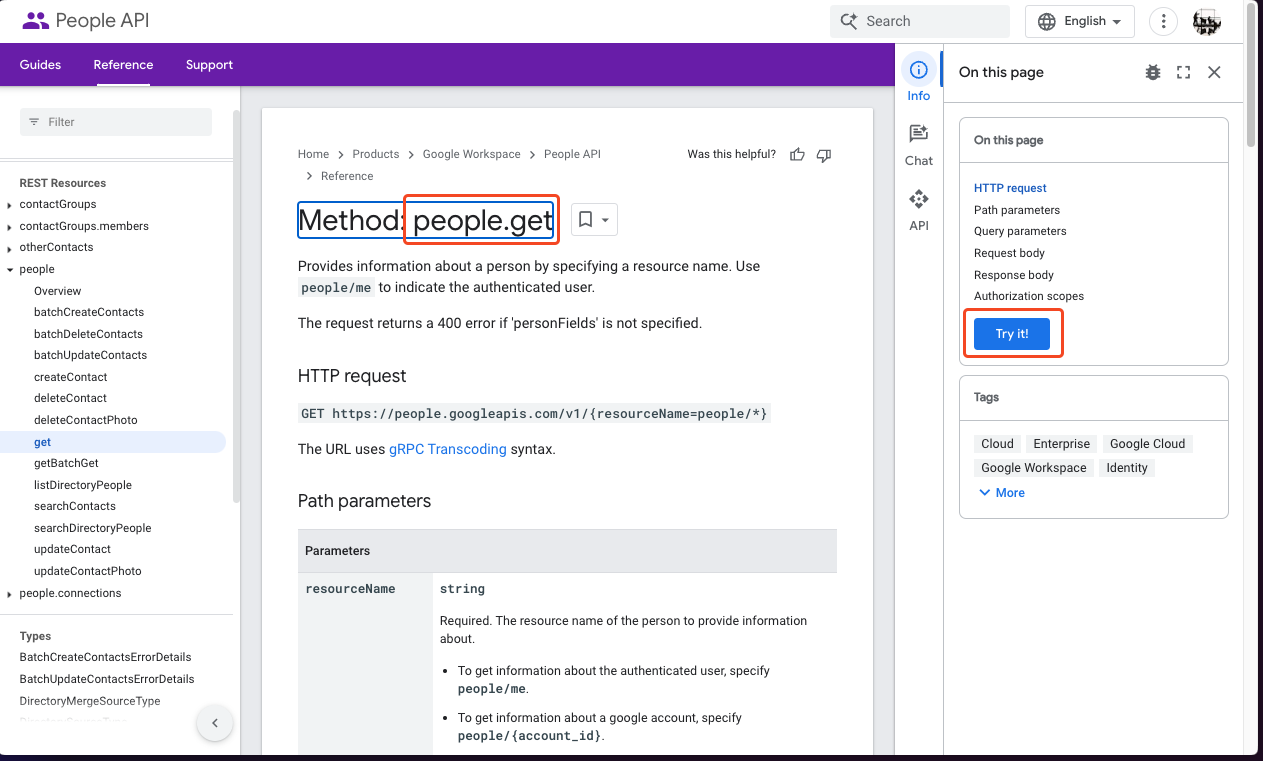 People API
Search
English
Guides
Reference
Support
Filter
REST Resources
contactGroups
contactGroups.members
otherContacts
people
Overview
batchCreateContacts
batchDeleteContacts
batchUpdateContacts
createContact
deleteContact
deleteContactPhoto
get
getBatchGet
listDirectoryPeople
searchContacts
searchDirectoryPeople
updateContact
updateContactPhoto
people.connections
Types
BatchCreateContactsErrorDetails
BatchUpdateContactsErrorDetails
DirectoryMergeSourceType
Home > Products > Google Workspace > People API
> Reference
Was this helpful?
Method: people.get
Provides information about a person by specifying a resource name. Use
people/me to indicate the authenticated user.
The request returns a 400 error if 'personFields' is not specified.
HTTP request
GET https://people.googleapis.com/v1/{resourceName=people/*}
The URL uses gRPC Transcoding syntax.
Path parameters
Parameters
resourceName
string
Required. The resource name of the person to provide information
about.
• To get information about the authenticated user, specify
people/me.
• To get information about a google account, specify
people/{account_id}.
Info
Chat
API
On this page
On this page
HTTP request
Path parameters
Query parameters
Request body
Response body
Authorization scopes
Try it!
Tags
Cloud
Enterprise
Google Cloud
Google Workspace
Identity
More